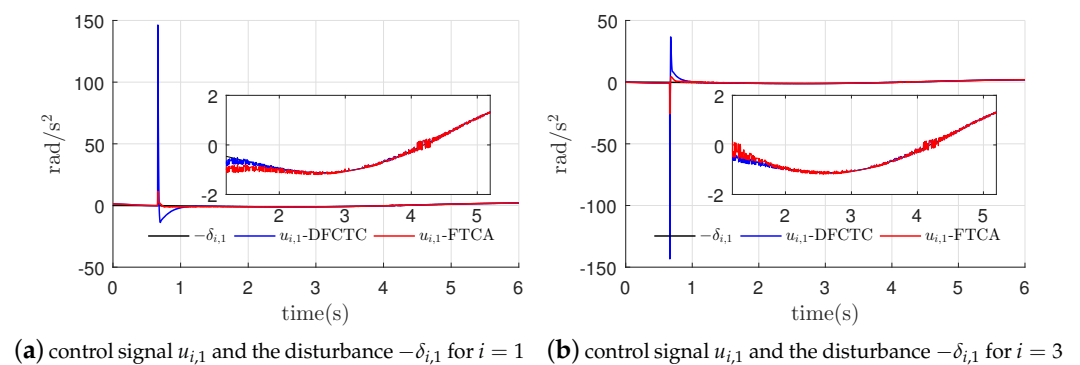 150
100
50
0
-50
rad/s²
2
0
-2
2 3 4 5
−δᵢ,₁ uᵢ,₁-DFCTC uᵢ,₁-FTCA
0 1 2 3 4 5 6
time(s)
(a) control signal uᵢ,₁ and the disturbance −δᵢ,₁ for i = 1
50
0
-50
-100
-150
rad/s²
2
0
-2
2 3 4 5
−δᵢ,₁ uᵢ,₁-DFCTC uᵢ,₁-FTCA
0 1 2 3 4 5 6
time(s)
(b) control signal uᵢ,₁ and the disturbance −δᵢ,₁ for i = 3